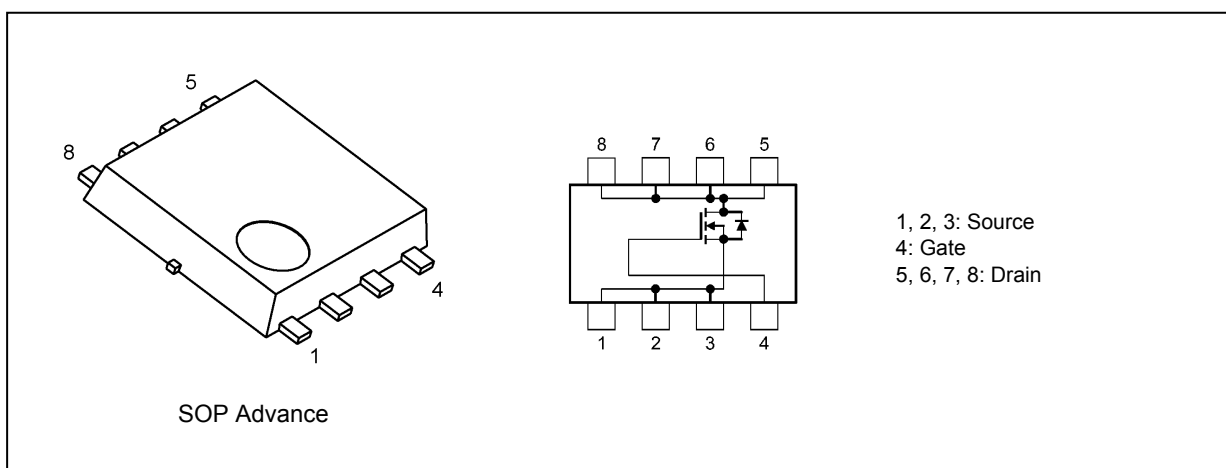 5
8
4
1
SOP Advance
8 7 6 5
1 2 3 4
1, 2, 3: Source
4: Gate
5, 6, 7, 8: Drain